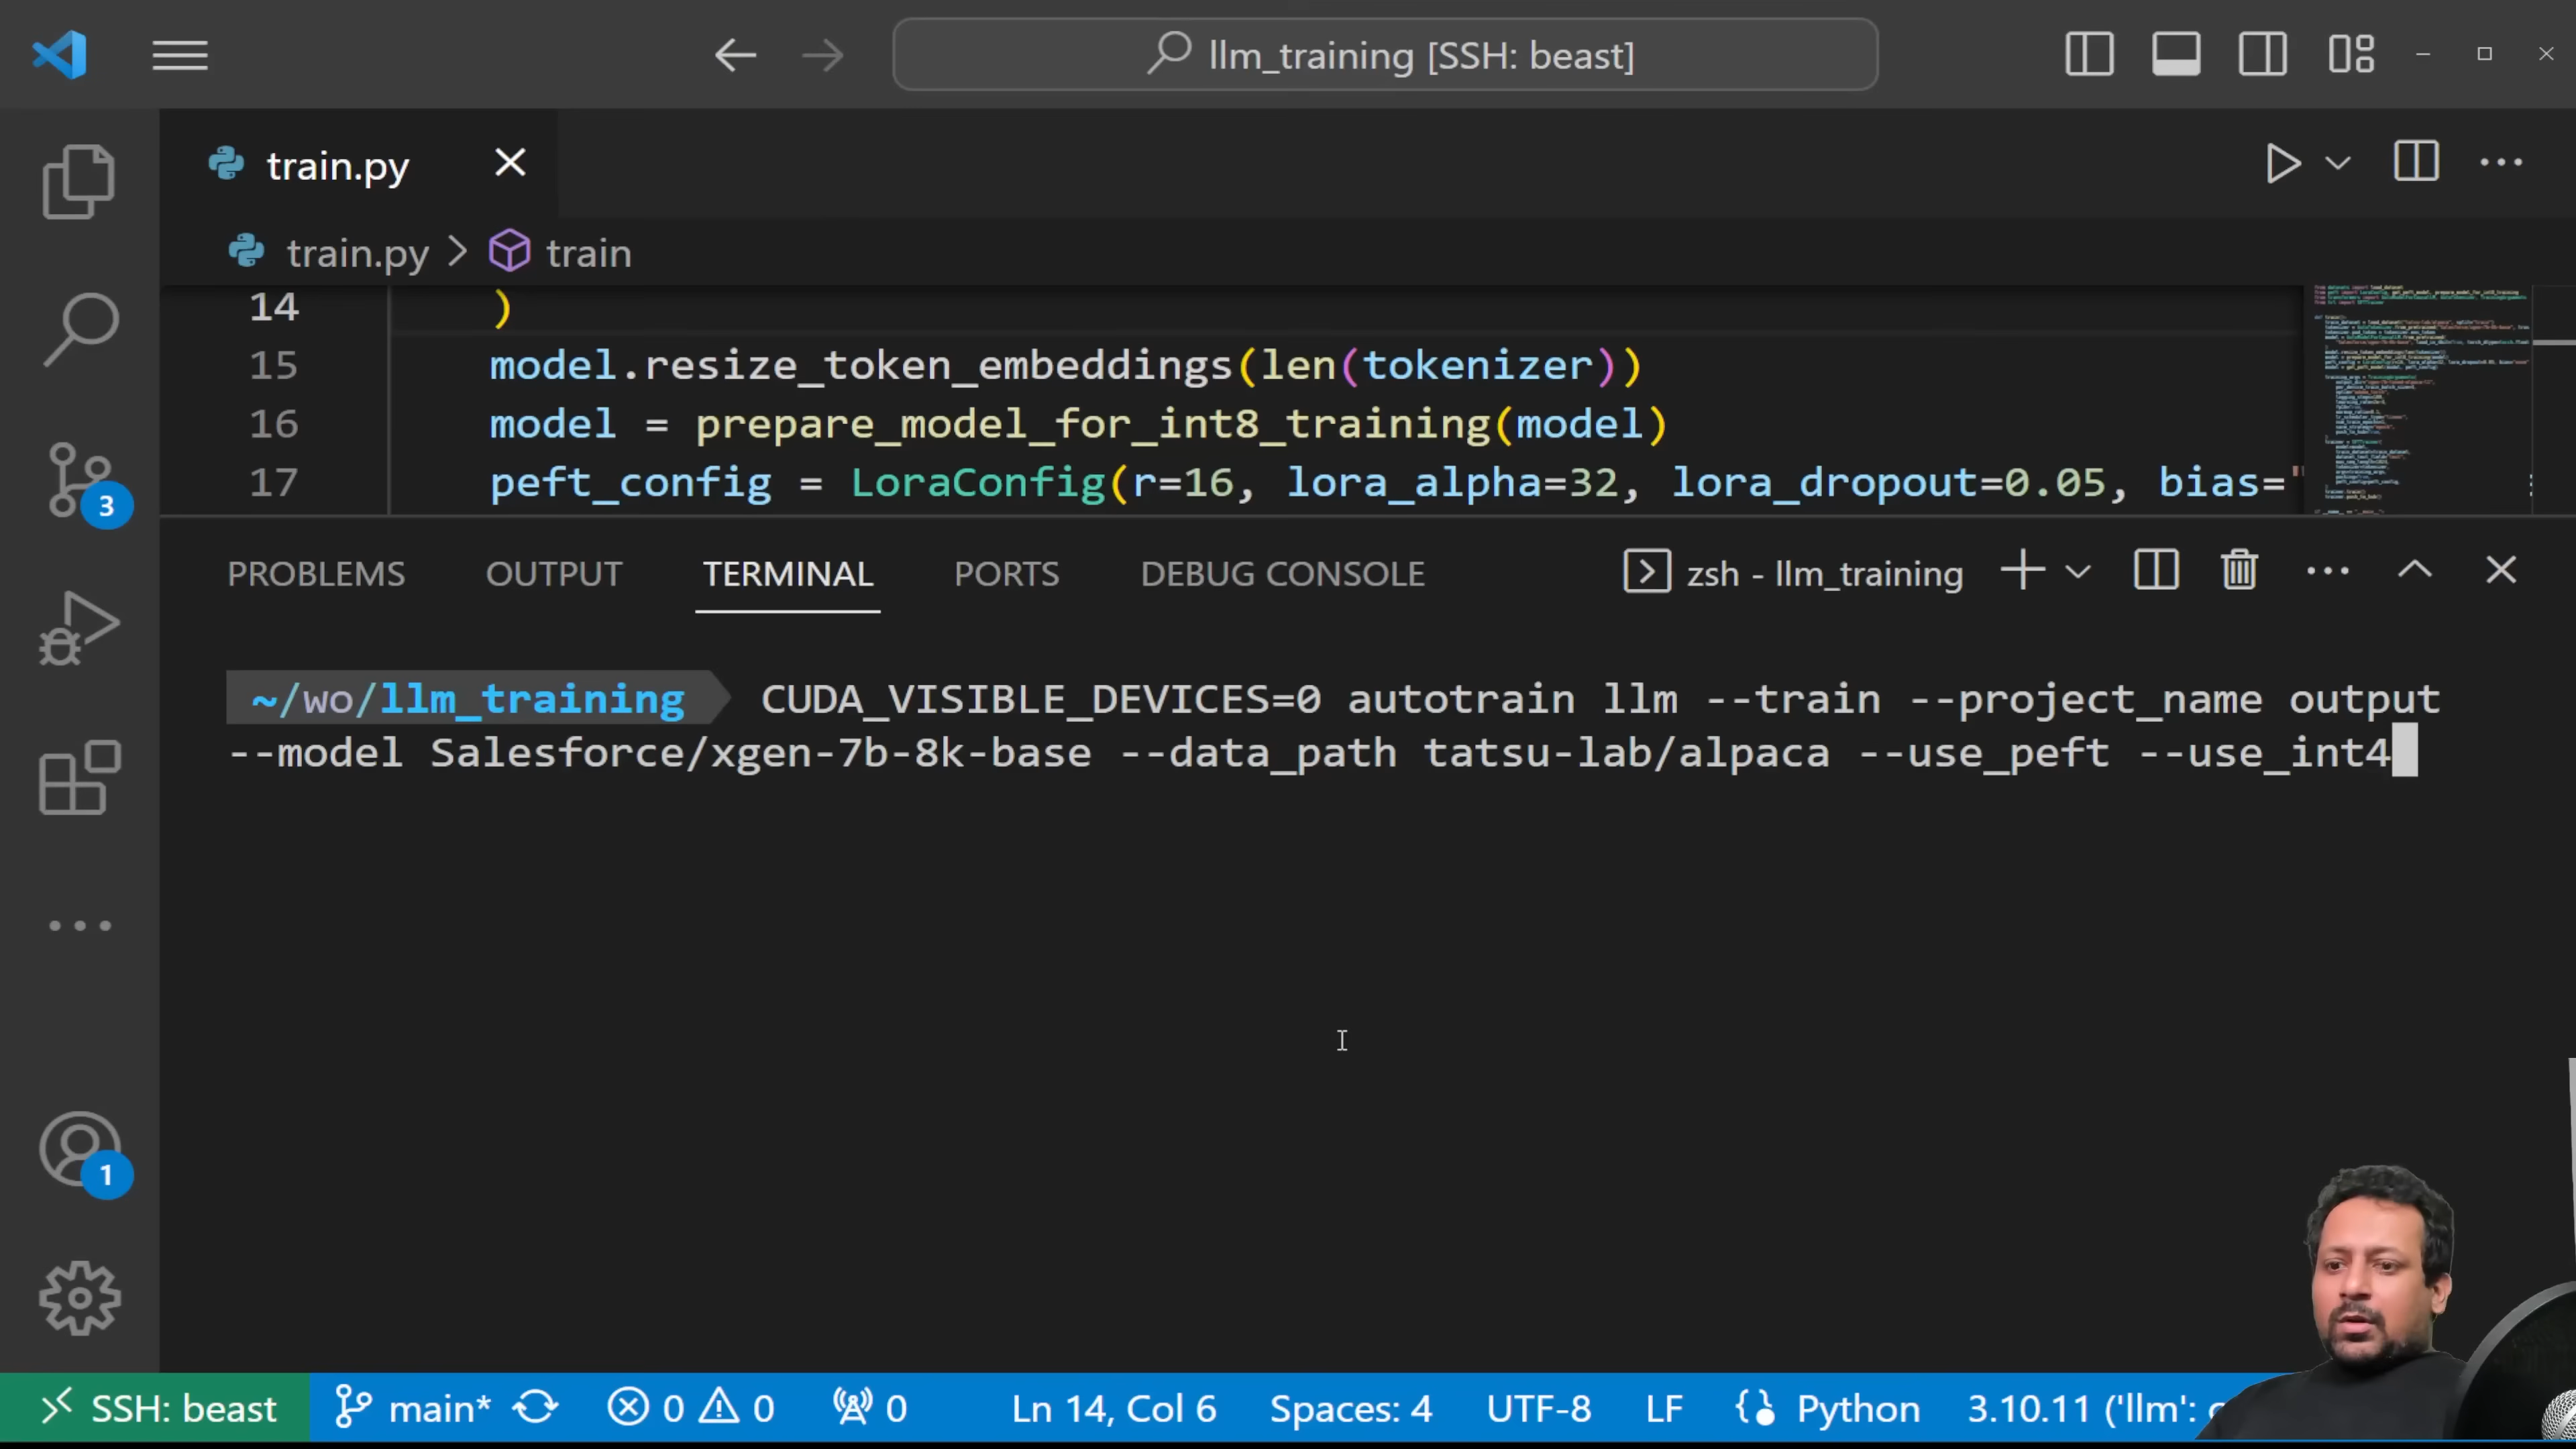 llm_training [SSH: beast]
train.py
train.py > train
14 )
15 model.resize_token_embeddings(len(tokenizer))
16 model = prepare_model_for_int8_training(model)
17 peft_config = LoraConfig(r=16, lora_alpha=32, lora_dropout=0.05, bias="
PROBLEMS OUTPUT TERMINAL PORTS DEBUG CONSOLE zsh - llm_training
~/wo/llm_training CUDA_VISIBLE_DEVICES=0 autotrain llm --train --project_name output
--model Salesforce/xgen-7b-8k-base --data_path tatsu-lab/alpaca --use_peft --use_int4
3
1
SSH: beast main* 0 0 0 Ln 14, Col 6 Spaces: 4 UTF-8 LF Python 3.10.11 ('llm':